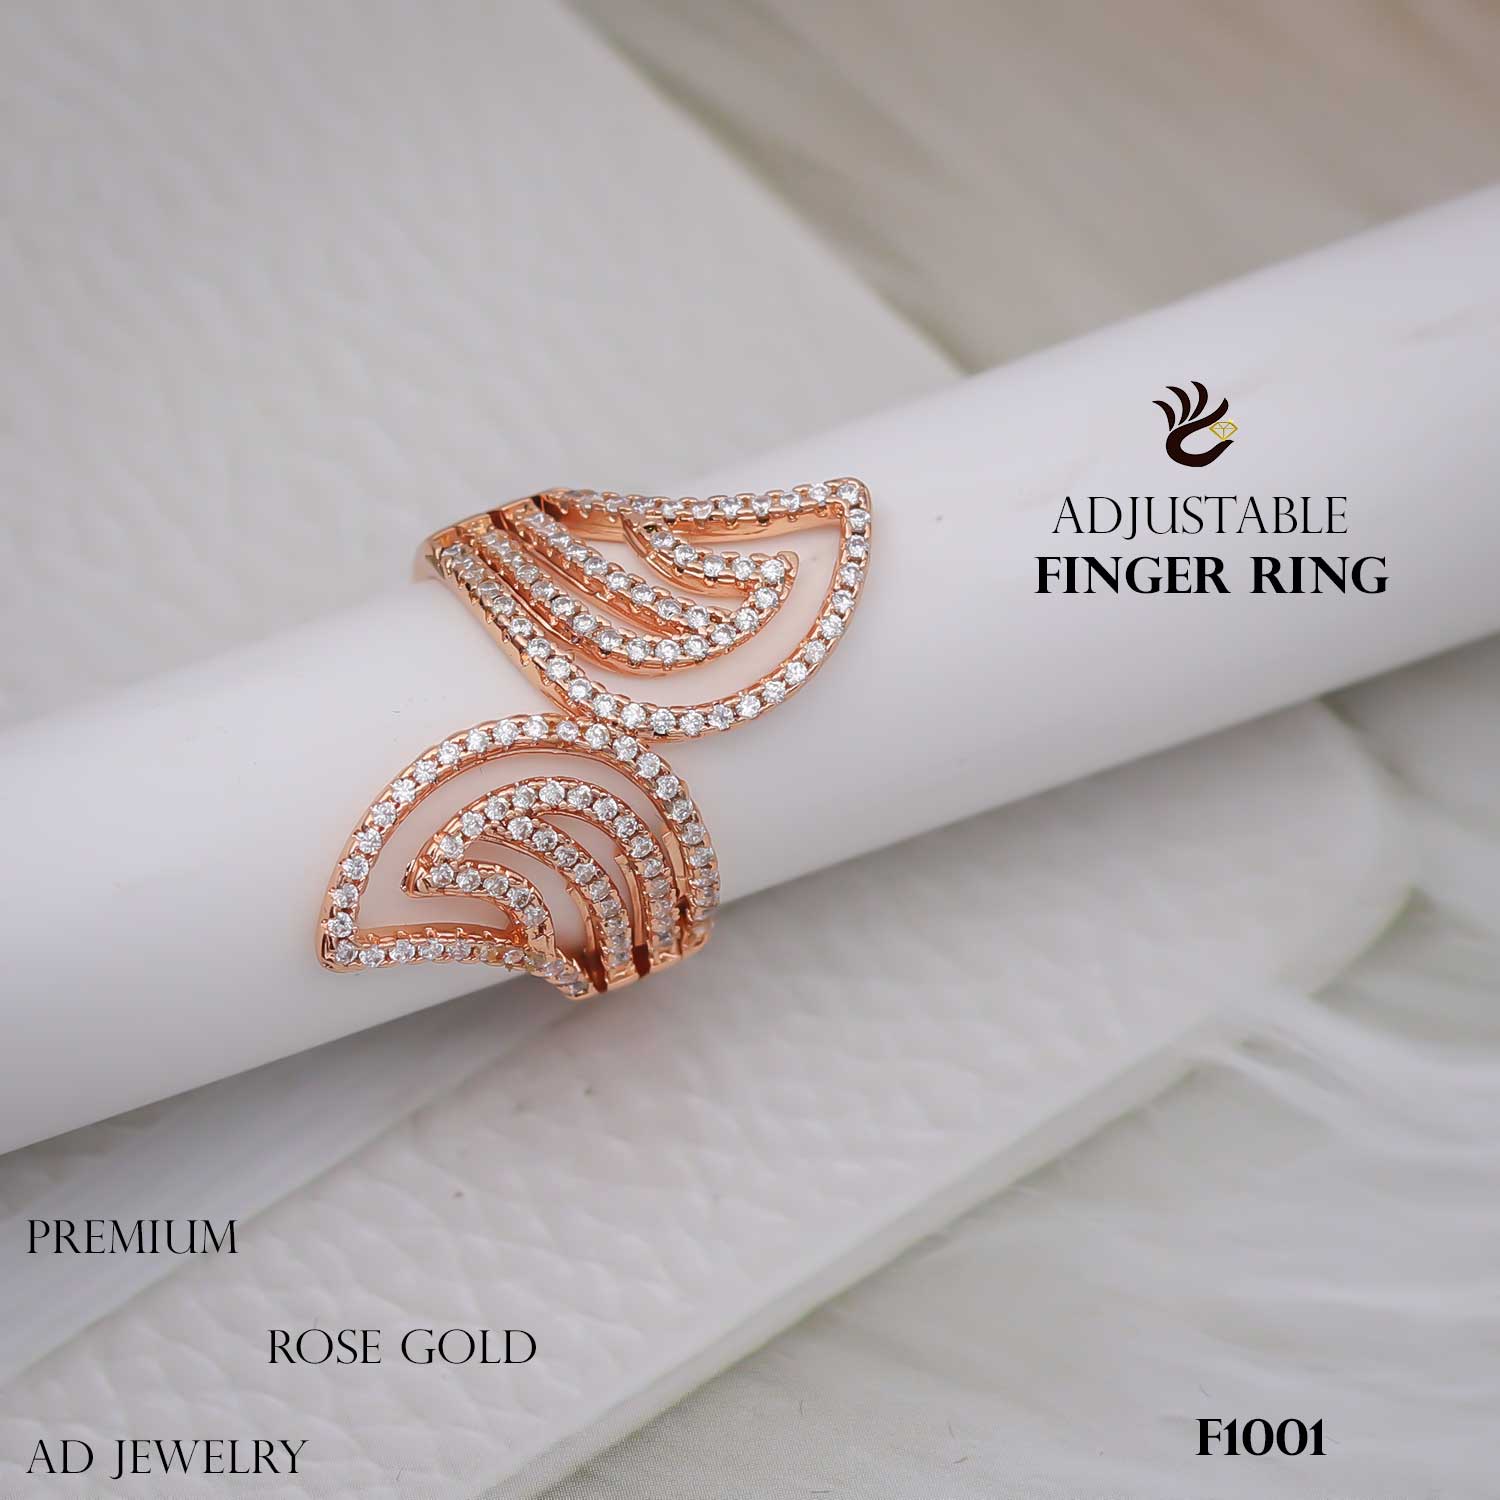 ADJUSTABLE
FINGER RING
PREMIUM
ROSE GOLD
AD JEWELRY
F1001